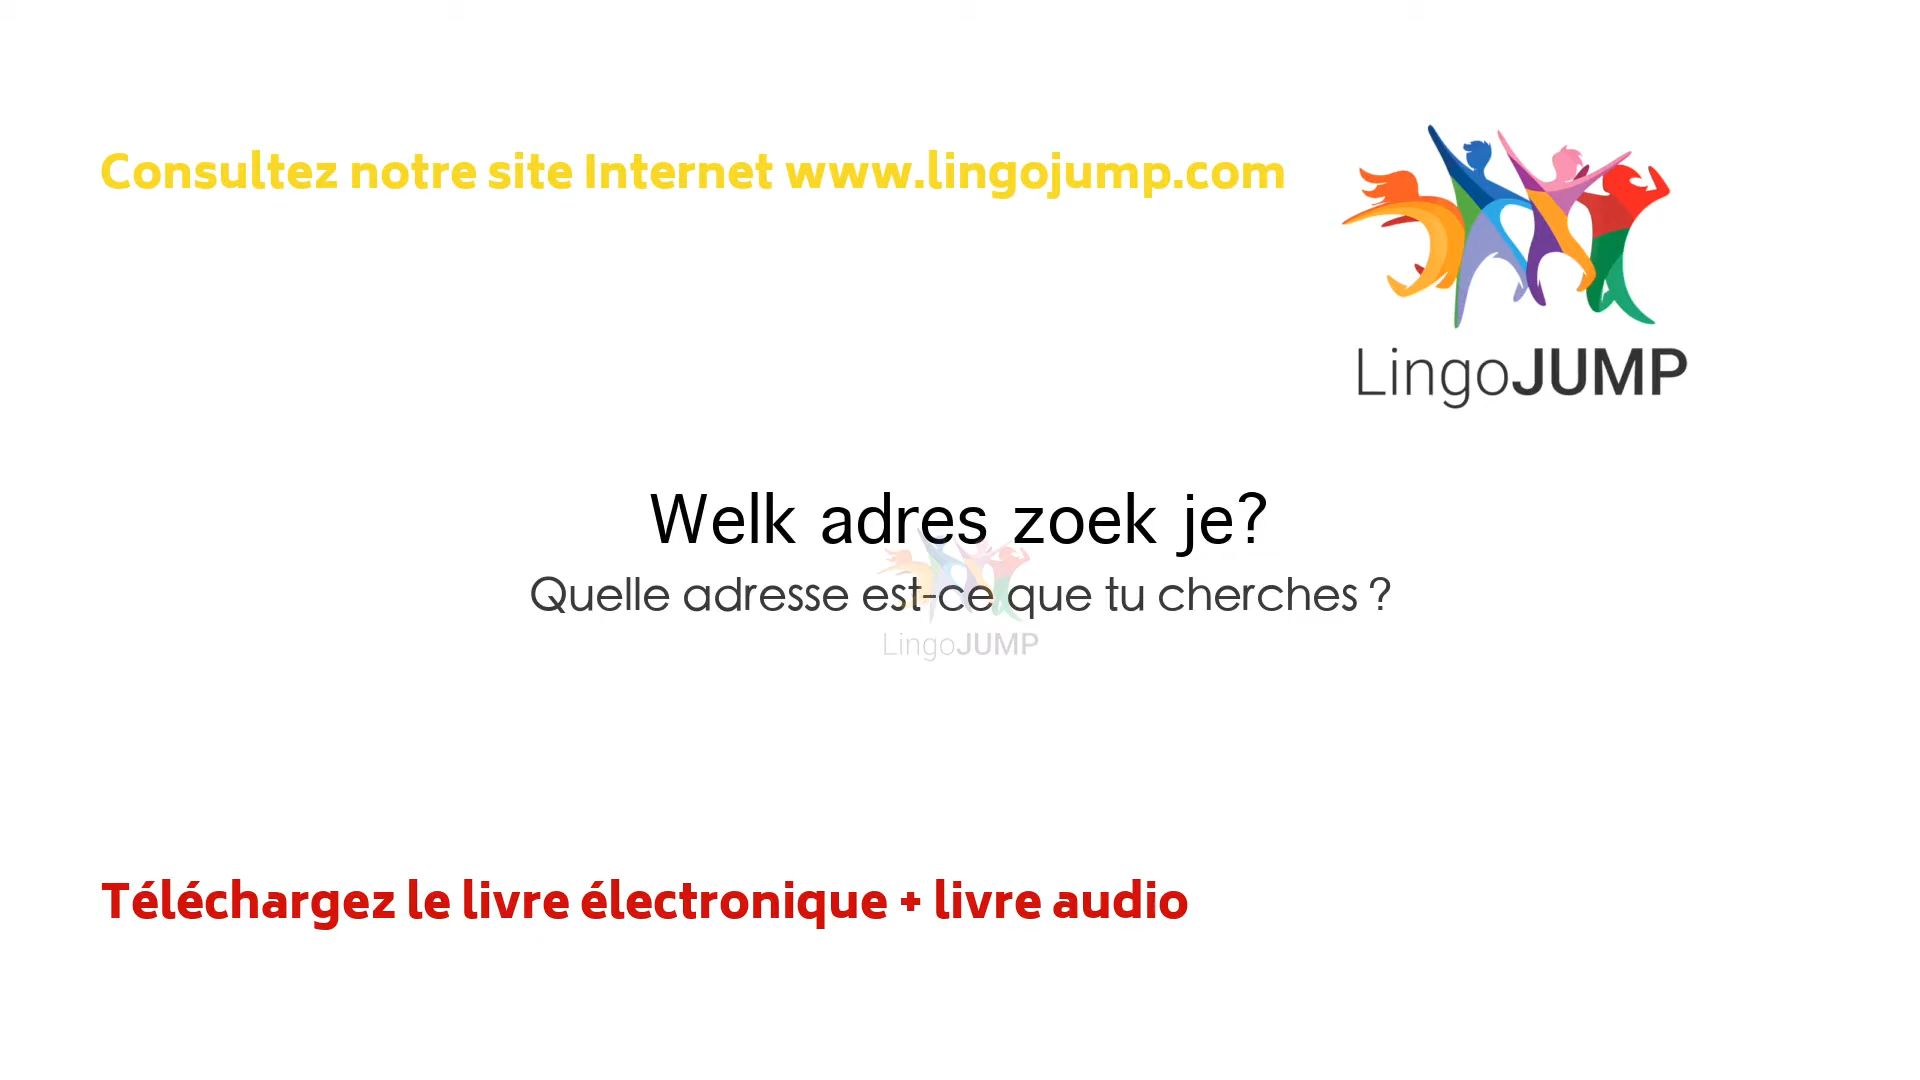 Consultez notre site Internet www.lingojump.com
LingoJUMP
Welk adres zoek je?
Quelle adresse est-ce que tu cherches ?
LingoJUMP
Téléchargez le livre électronique + livre audio